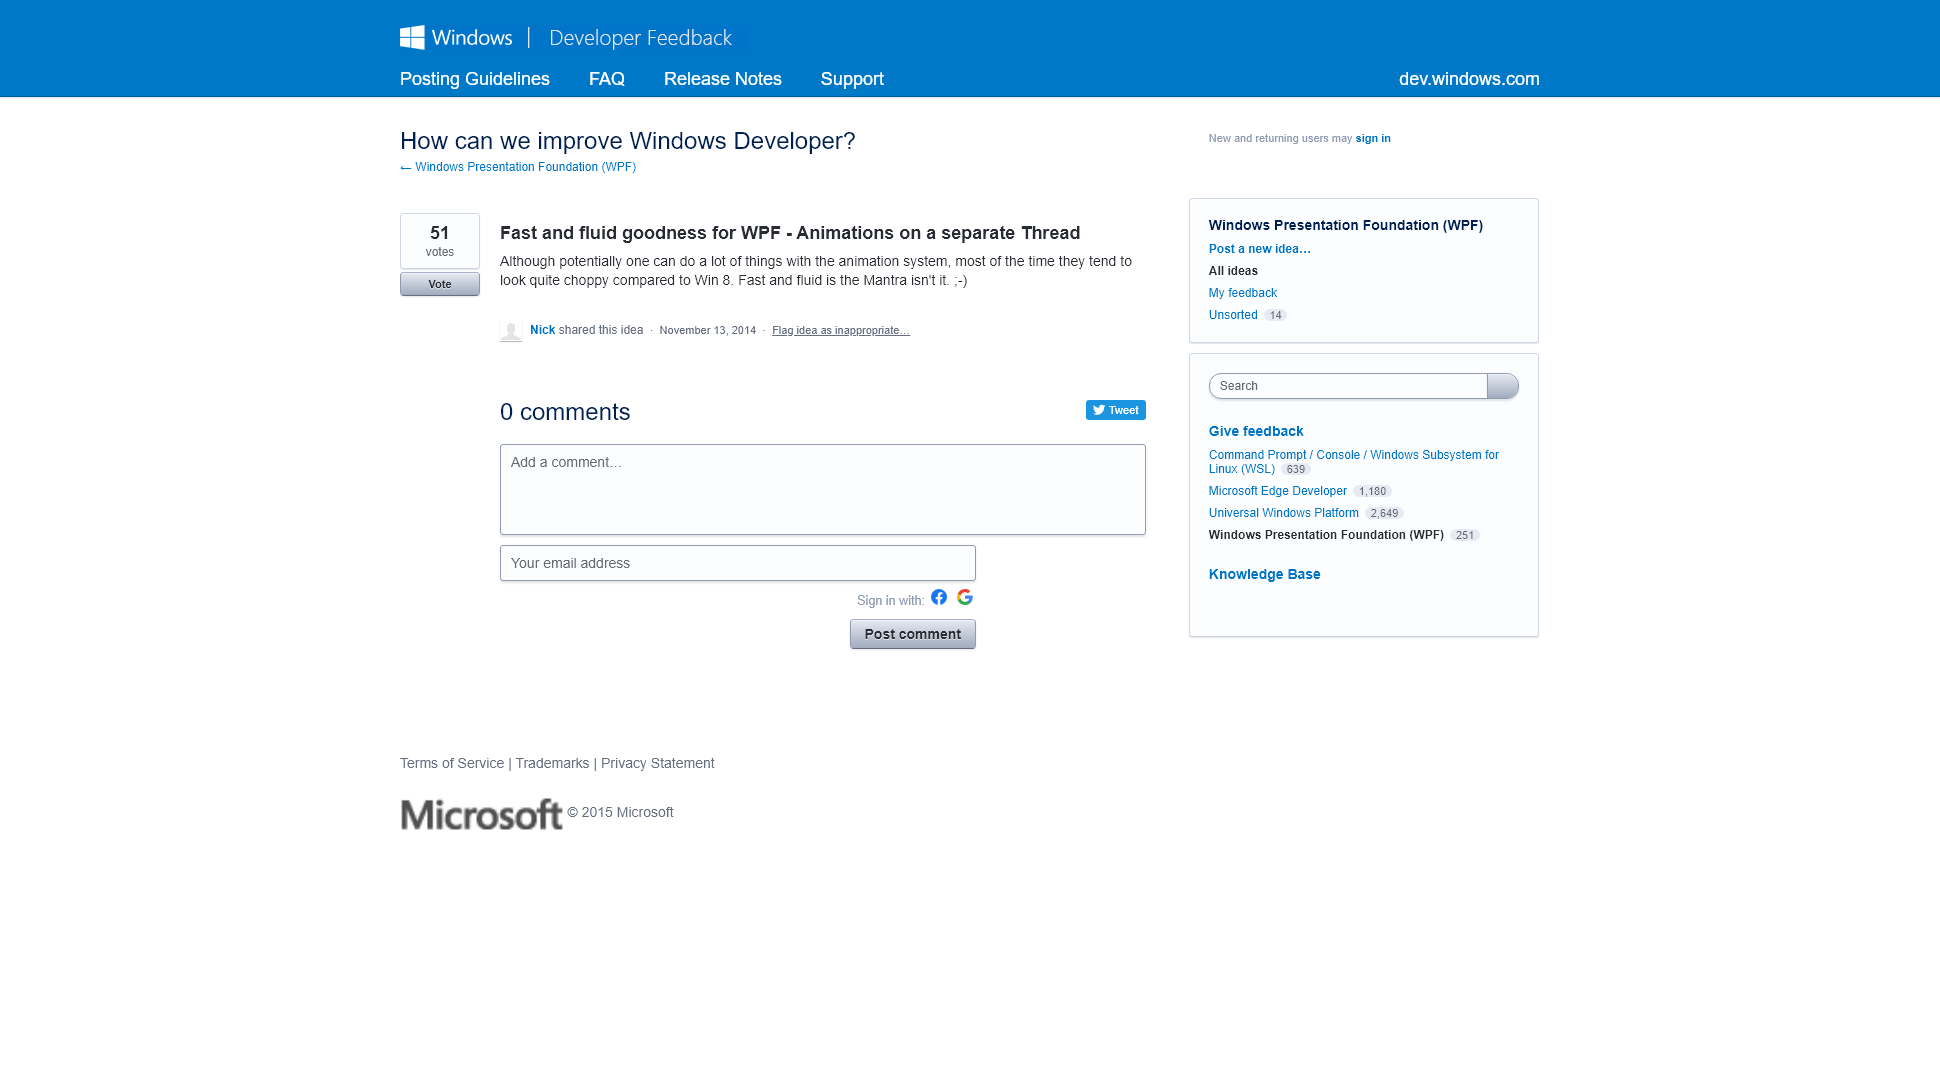 Windows | Developer Feedback
Posting Guidelines FAQ Release Notes Support dev.windows.com
How can we improve Windows Developer?
← Windows Presentation Foundation (WPF)
New and returning users may sign in
51
votes
Vote
Fast and fluid goodness for WPF - Animations on a separate Thread
Although potentially one can do a lot of things with the animation system, most of the time they tend to
look quite choppy compared to Win 8. Fast and fluid is the Mantra isn't it. ;-)
Nick shared this idea · November 13, 2014 · Flag idea as inappropriate…
0 comments
Tweet
Add a comment…
Your email address
Sign in with:
Post comment
Windows Presentation Foundation (WPF)
Post a new idea…
All ideas
My feedback
Unsorted 14
Search
Give feedback
Command Prompt / Console / Windows Subsystem for
Linux (WSL) 639
Microsoft Edge Developer 1,180
Universal Windows Platform 2,649
Windows Presentation Foundation (WPF) 251
Knowledge Base
Terms of Service | Trademarks | Privacy Statement
Microsoft © 2015 Microsoft